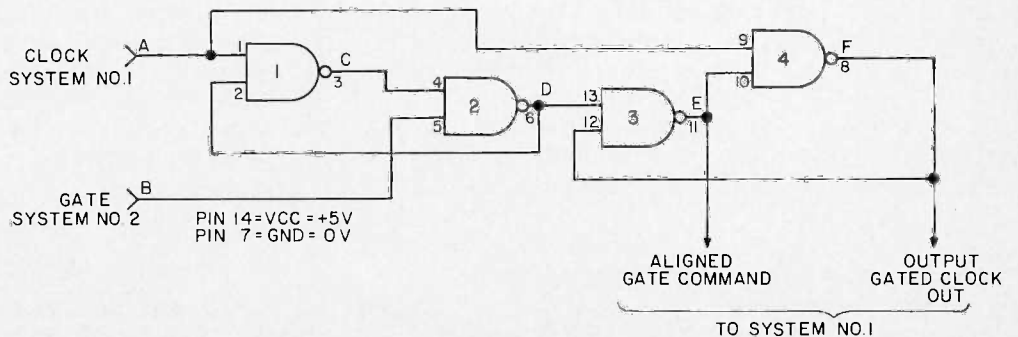 CLOCK
SYSTEM NO.1
A
1
2
1
C
3
4
5
2
D
6
13
12
3
E
11
9
10
4
F
8
GATE
SYSTEM NO. 2
B
PIN 14=VCC=+5V
PIN 7=GND=0V
ALIGNED
GATE COMMAND
OUTPUT
GATED CLOCK
OUT
TO SYSTEM NO.1